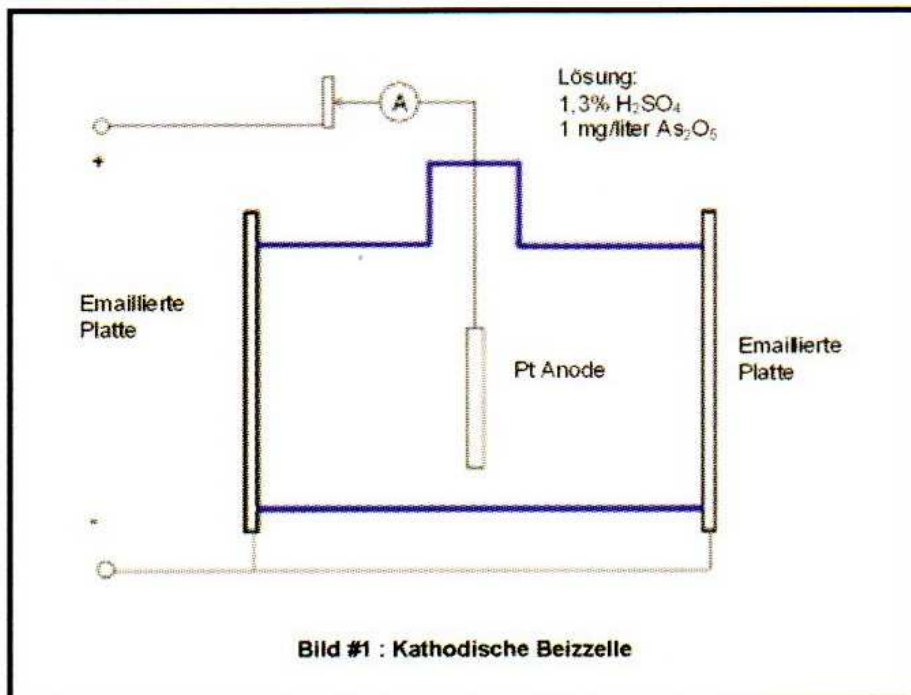 Lösung:
1,3% H₂SO₄
1 mg/liter As₂O₅
A
+
Emaillierte
Platte
Pt Anode
Emaillierte
Platte
-
Bild #1 : Kathodische Beizzelle